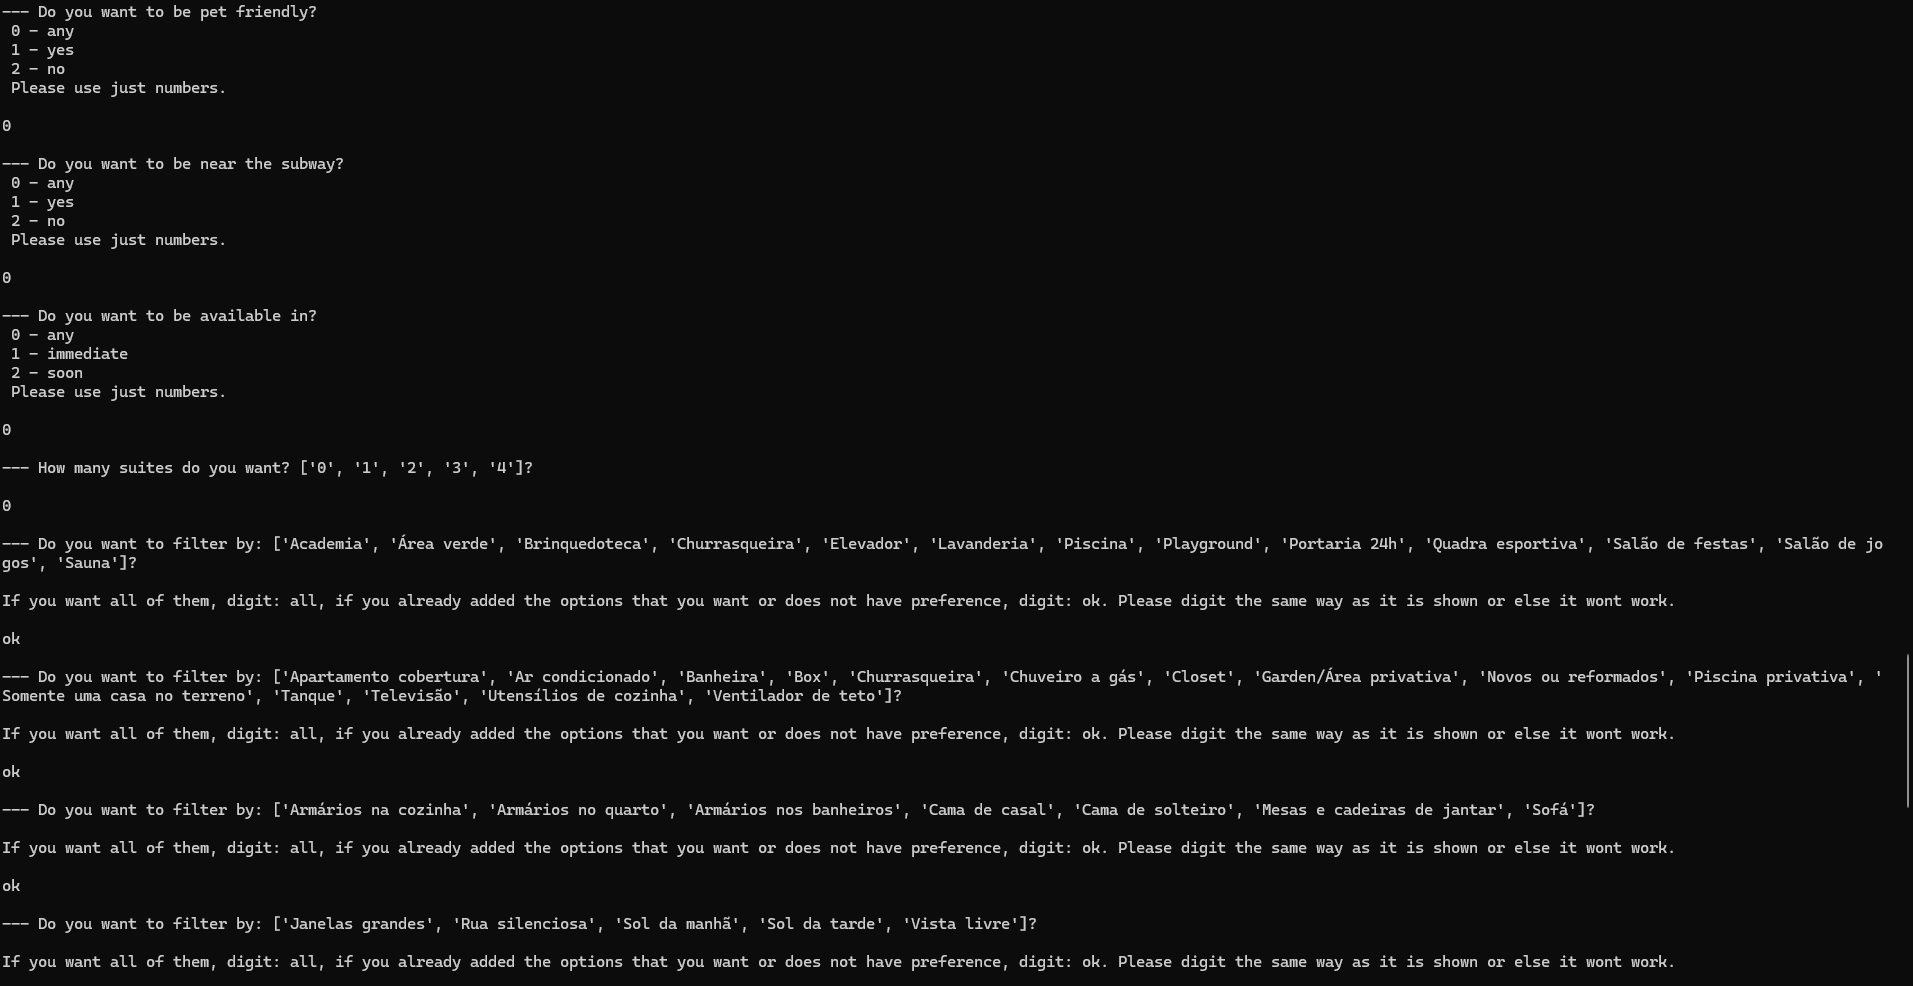 --- Do you want to be pet friendly?
0 - any
1 - yes
2 - no
Please use just numbers.
0
--- Do you want to be near the subway?
0 - any
1 - yes
2 - no
Please use just numbers.
0
--- Do you want to be available in?
0 - any
1 - immediate
2 - soon
Please use just numbers.
0
--- How many suites do you want? ['0', '1', '2', '3', '4']?
0
--- Do you want to filter by: ['Academia', 'Área verde', 'Brinquedoteca', 'Churrasqueira', 'Elevador', 'Lavanderia', 'Piscina', 'Playground', 'Portaria 24h', 'Quadra esportiva', 'Salão de festas', 'Salão de jo
gos', 'Sauna']?
If you want all of them, digit: all, if you already added the options that you want or does not have preference, digit: ok. Please digit the same way as it is shown or else it wont work.
ok
--- Do you want to filter by: ['Apartamento cobertura', 'Ar condicionado', 'Banheira', 'Box', 'Churrasqueira', 'Chuveiro a gás', 'Closet', 'Garden/Área privativa', 'Novos ou reformados', 'Piscina privativa', '
Somente uma casa no terreno', 'Tanque', 'Televisão', 'Utensílios de cozinha', 'Ventilador de teto']?
If you want all of them, digit: all, if you already added the options that you want or does not have preference, digit: ok. Please digit the same way as it is shown or else it wont work.
ok
--- Do you want to filter by: ['Armários na cozinha', 'Armários no quarto', 'Armários nos banheiros', 'Cama de casal', 'Cama de solteiro', 'Mesas e cadeiras de jantar', 'Sofá']?
If you want all of them, digit: all, if you already added the options that you want or does not have preference, digit: ok. Please digit the same way as it is shown or else it wont work.
ok
--- Do you want to filter by: ['Janelas grandes', 'Rua silenciosa', 'Sol da manhã', 'Sol da tarde', 'Vista livre']?
If you want all of them, digit: all, if you already added the options that you want or does not have preference, digit: ok. Please digit the same way as it is shown or else it wont work.